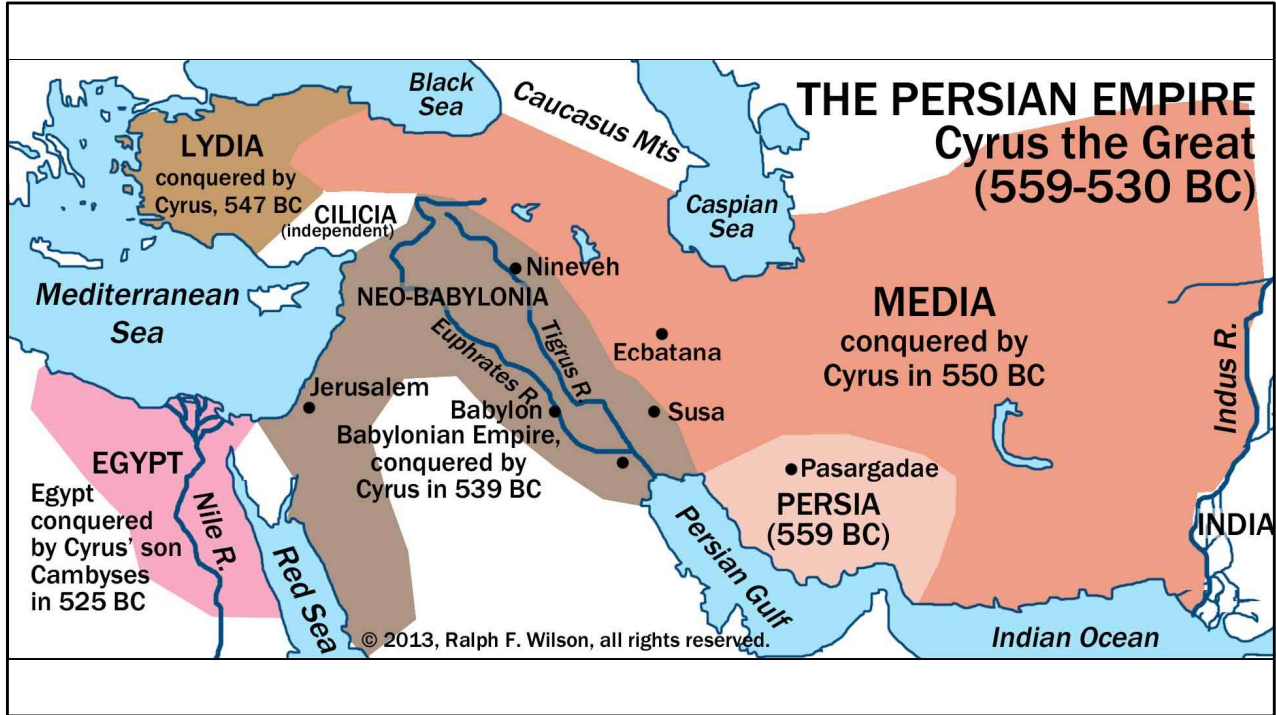 THE PERSIAN EMPIRE
Cyrus the Great
(559-530 BC)
Black
Sea
Caucasus Mts
Caspian
Sea
LYDIA
conquered by
Cyrus, 547 BC
CILICIA
(independent)
Mediterranean
Sea
Nineveh
NEO-BABYLONIA
Euphrates R.
Tigrus R.
Ecbatana
MEDIA
conquered by
Cyrus in 550 BC
Indus R.
Jerusalem
Babylon
Susa
Babylonian Empire,
conquered by
Cyrus in 539 BC
Pasargadae
PERSIA
(559 BC)
EGYPT
Egypt
conquered
by Cyrus' son
Cambyses
in 525 BC
Nile R.
Red Sea
Persian Gulf
INDIA
Indian Ocean
© 2013, Ralph F. Wilson, all rights reserved.